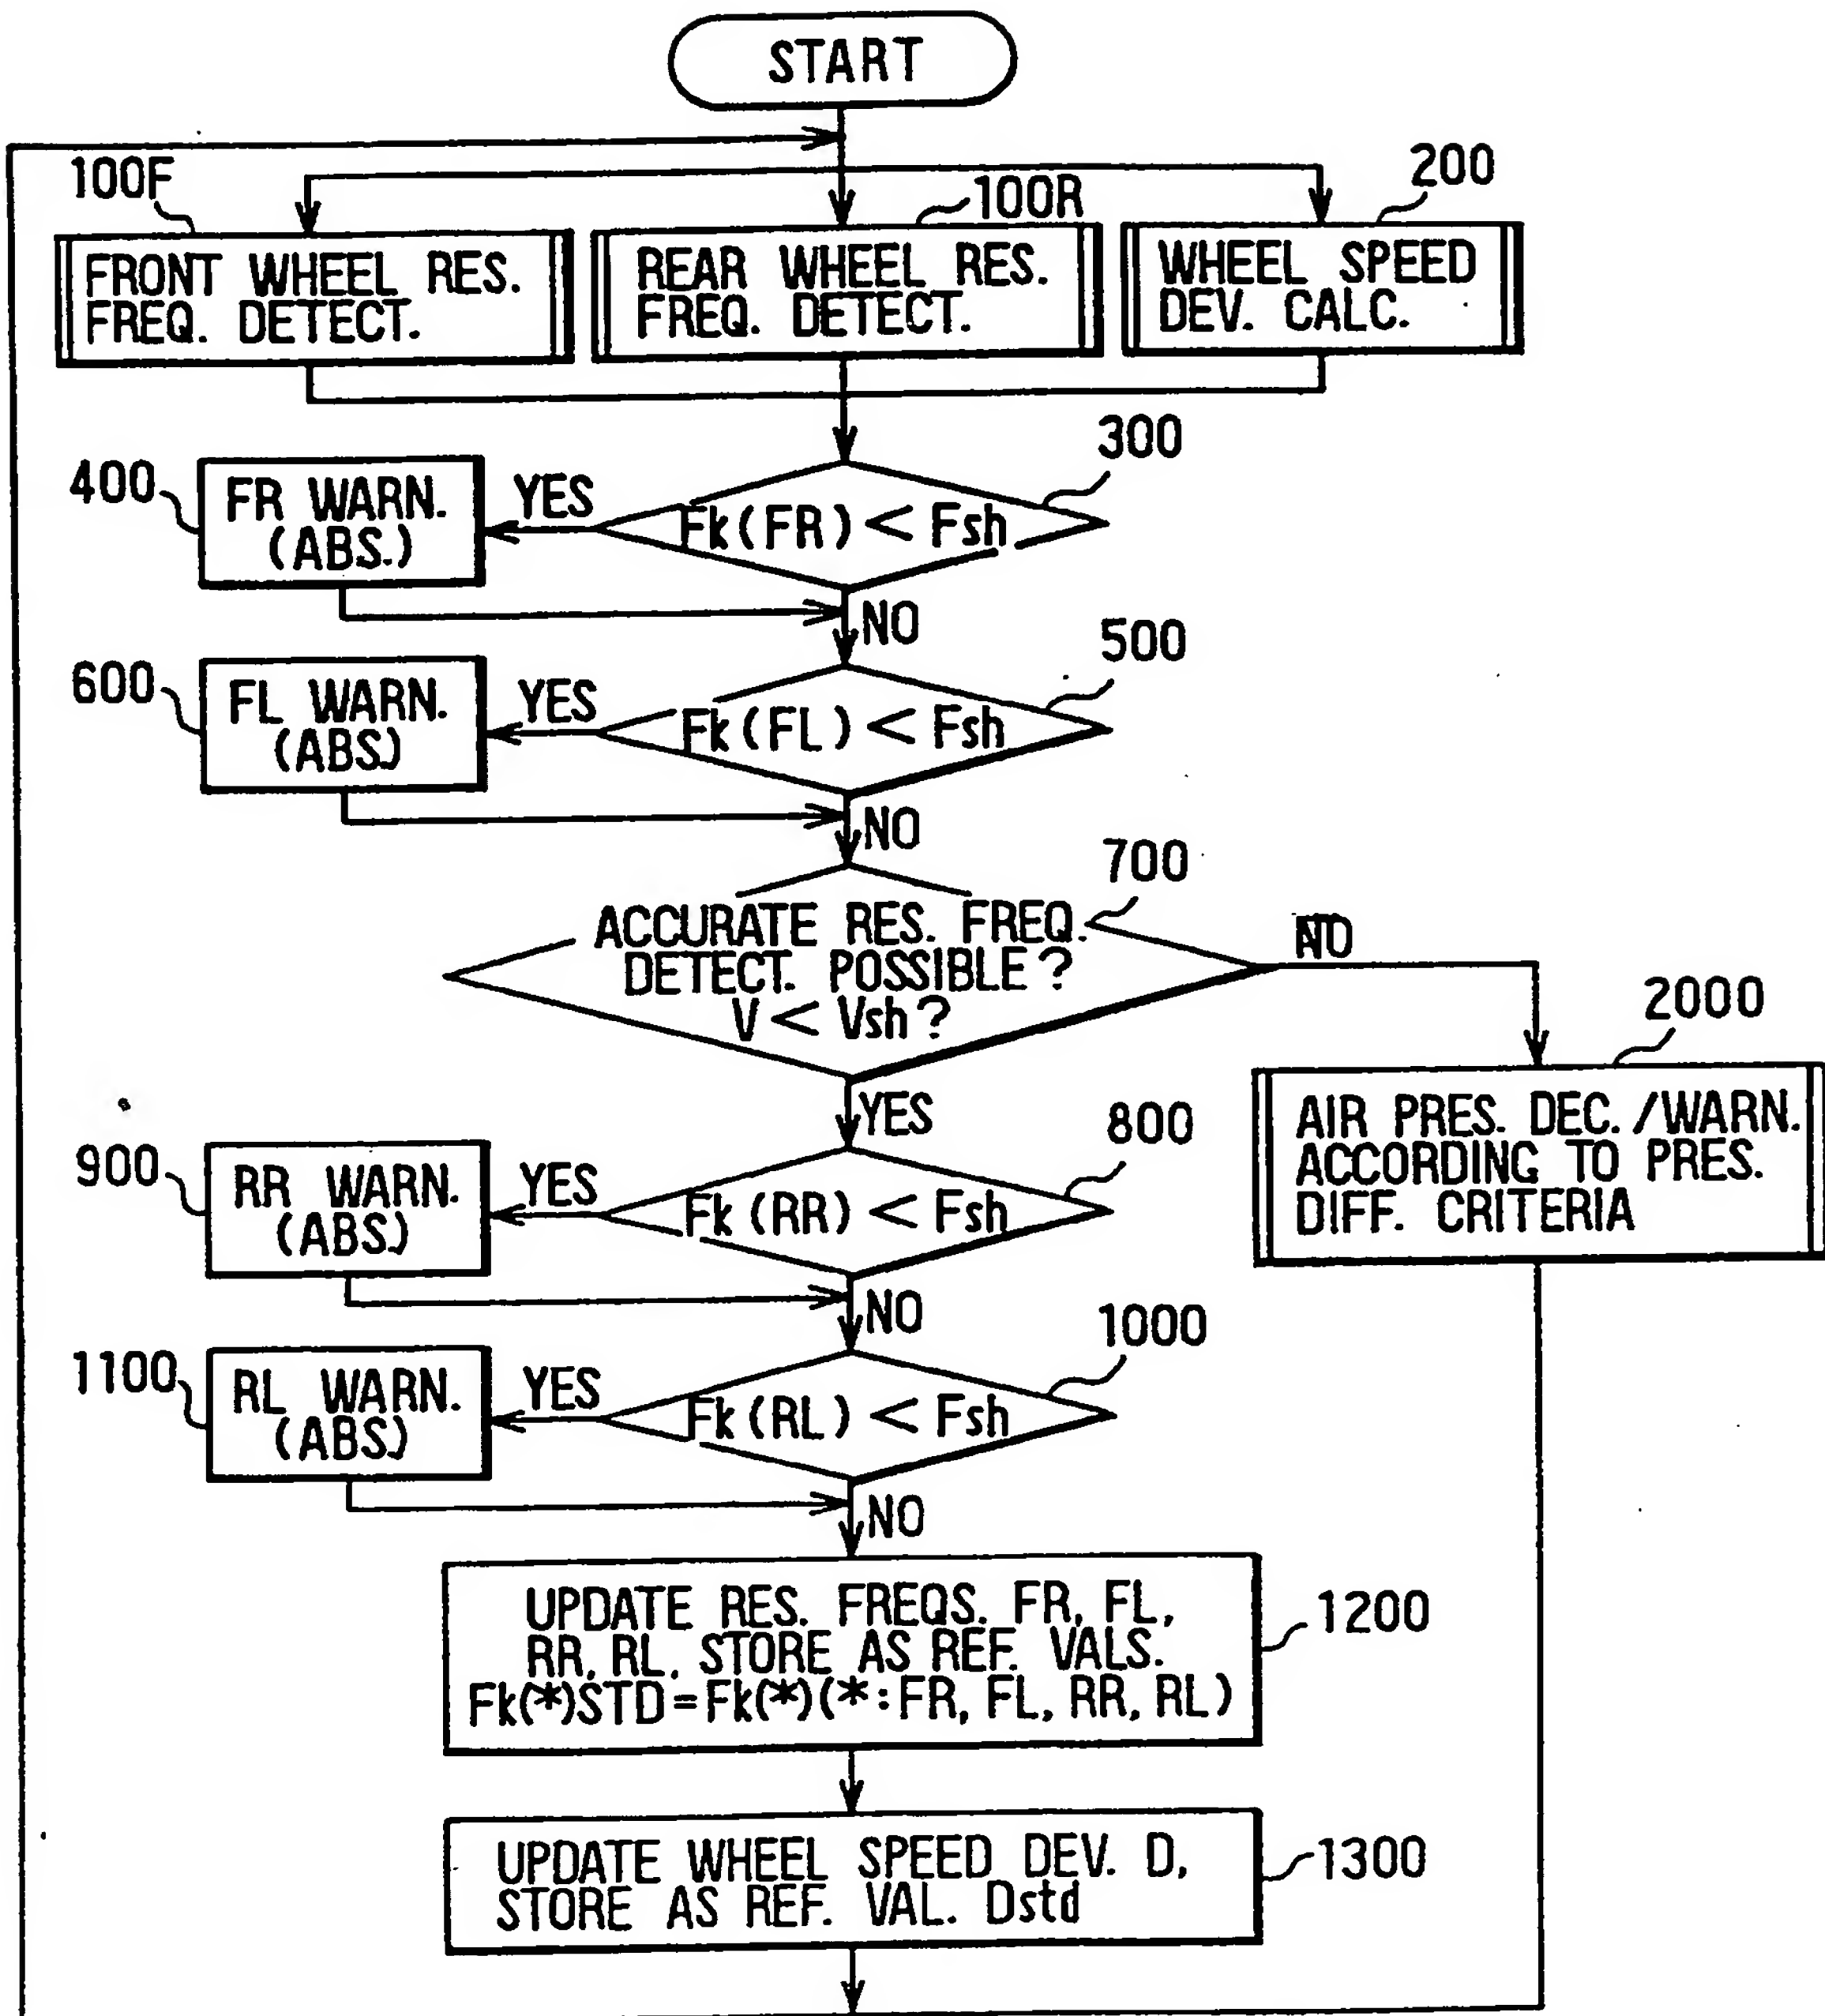 START
100F
100R
200
FRONT WHEEL RES.
FREQ. DETECT.
REAR WHEEL RES.
FREQ. DETECT.
WHEEL SPEED
DEV. CALC.
300
400
FR WARN.
(ABS.)
YES
Fk(FR) < Fsh
NO
500
600
FL WARN.
(ABS.)
YES
Fk(FL) < Fsh
NO
700
ACCURATE RES. FREQ.
DETECT. POSSIBLE?
V < Vsh?
NO
2000
AIR PRES. DEC./WARN.
ACCORDING TO PRES.
DIFF. CRITERIA
YES
800
900
RR WARN.
(ABS.)
YES
Fk(RR) < Fsh
NO
1000
1100
RL WARN.
(ABS.)
YES
Fk(RL) < Fsh
NO
UPDATE RES. FREQS. FR, FL,
RR, RL, STORE AS REF. VALS.
Fk(*)STD=Fk(*)(*:FR, FL, RR, RL)
1200
UPDATE WHEEL SPEED DEV. D,
STORE AS REF. VAL. Dstd
1300